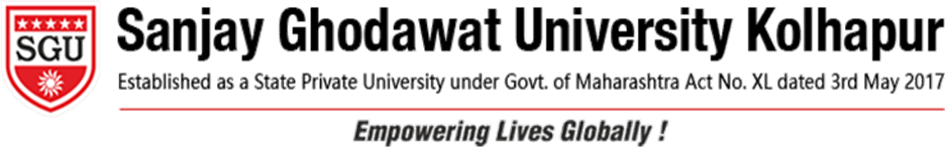 SGU
Sanjay Ghodawat University Kolhapur
Established as a State Private University under Govt. of Maharashtra Act No. XL dated 3rd May 2017
Empowering Lives Globally !